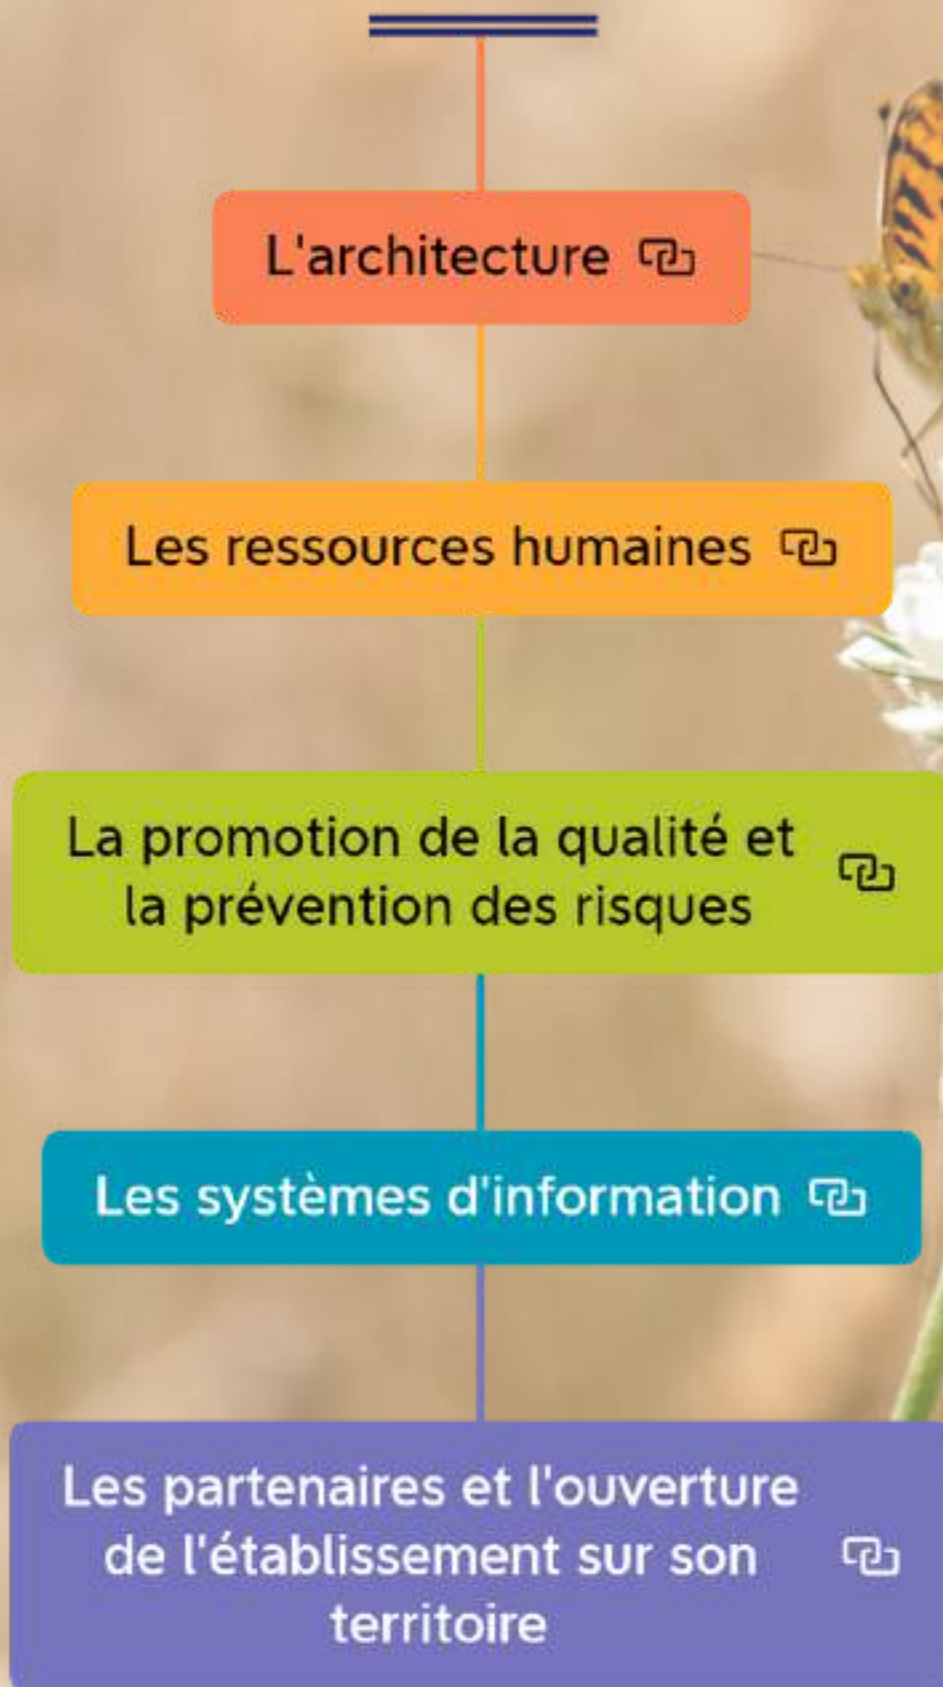 L'architecture
Les ressources humaines
La promotion de la qualité et
la prévention des risques
Les systèmes d'information
Les partenaires et l'ouverture
de l'établissement sur son
territoire